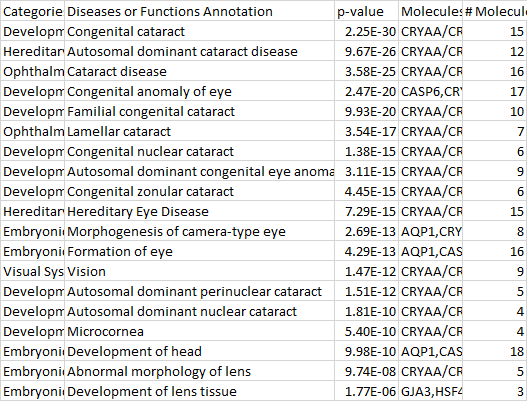 Categorie Diseases or Functions Annotation p-value Molecules # Molecule
Developm Congenital cataract 2.25E-30 CRYAA/CR 15
Hereditar Autosomal dominant cataract disease 9.67E-26 CRYAA/CR 12
Ophthalm Cataract disease 3.58E-25 CRYAA/CR 16
Developm Congenital anomaly of eye 2.47E-20 CASP6,CRY 17
Developm Familial congenital cataract 9.93E-20 CRYAA/CR 10
Ophthalm Lamellar cataract 3.54E-17 CRYAA/CR 7
Developm Congenital nuclear cataract 1.38E-15 CRYAA/CR 6
Developm Autosomal dominant congenital eye anoma 3.11E-15 CRYAA/CR 9
Developm Congenital zonular cataract 4.45E-15 CRYAA/CR 6
Hereditary Hereditary Eye Disease 7.29E-15 CRYAA/CR 15
Embryonic Morphogenesis of camera-type eye 2.69E-13 AQP1,CRY 8
Embryonic Formation of eye 4.29E-13 AQP1,CAS 16
Visual Sys Vision 1.47E-12 CRYAA/CR 9
Developm Autosomal dominant perinuclear cataract 1.51E-12 CRYAA/CR 5
Developm Autosomal dominant nuclear cataract 1.81E-10 CRYAA/CR 4
Developm Microcornea 5.40E-10 CRYAA/CR 4
Embryonic Development of head 9.98E-10 AQP1,CAS 18
Embryonic Abnormal morphology of lens 9.74E-08 CRYAA/CR 5
Embryonic Development of lens tissue 1.77E-06 GJA3,HSF4 3